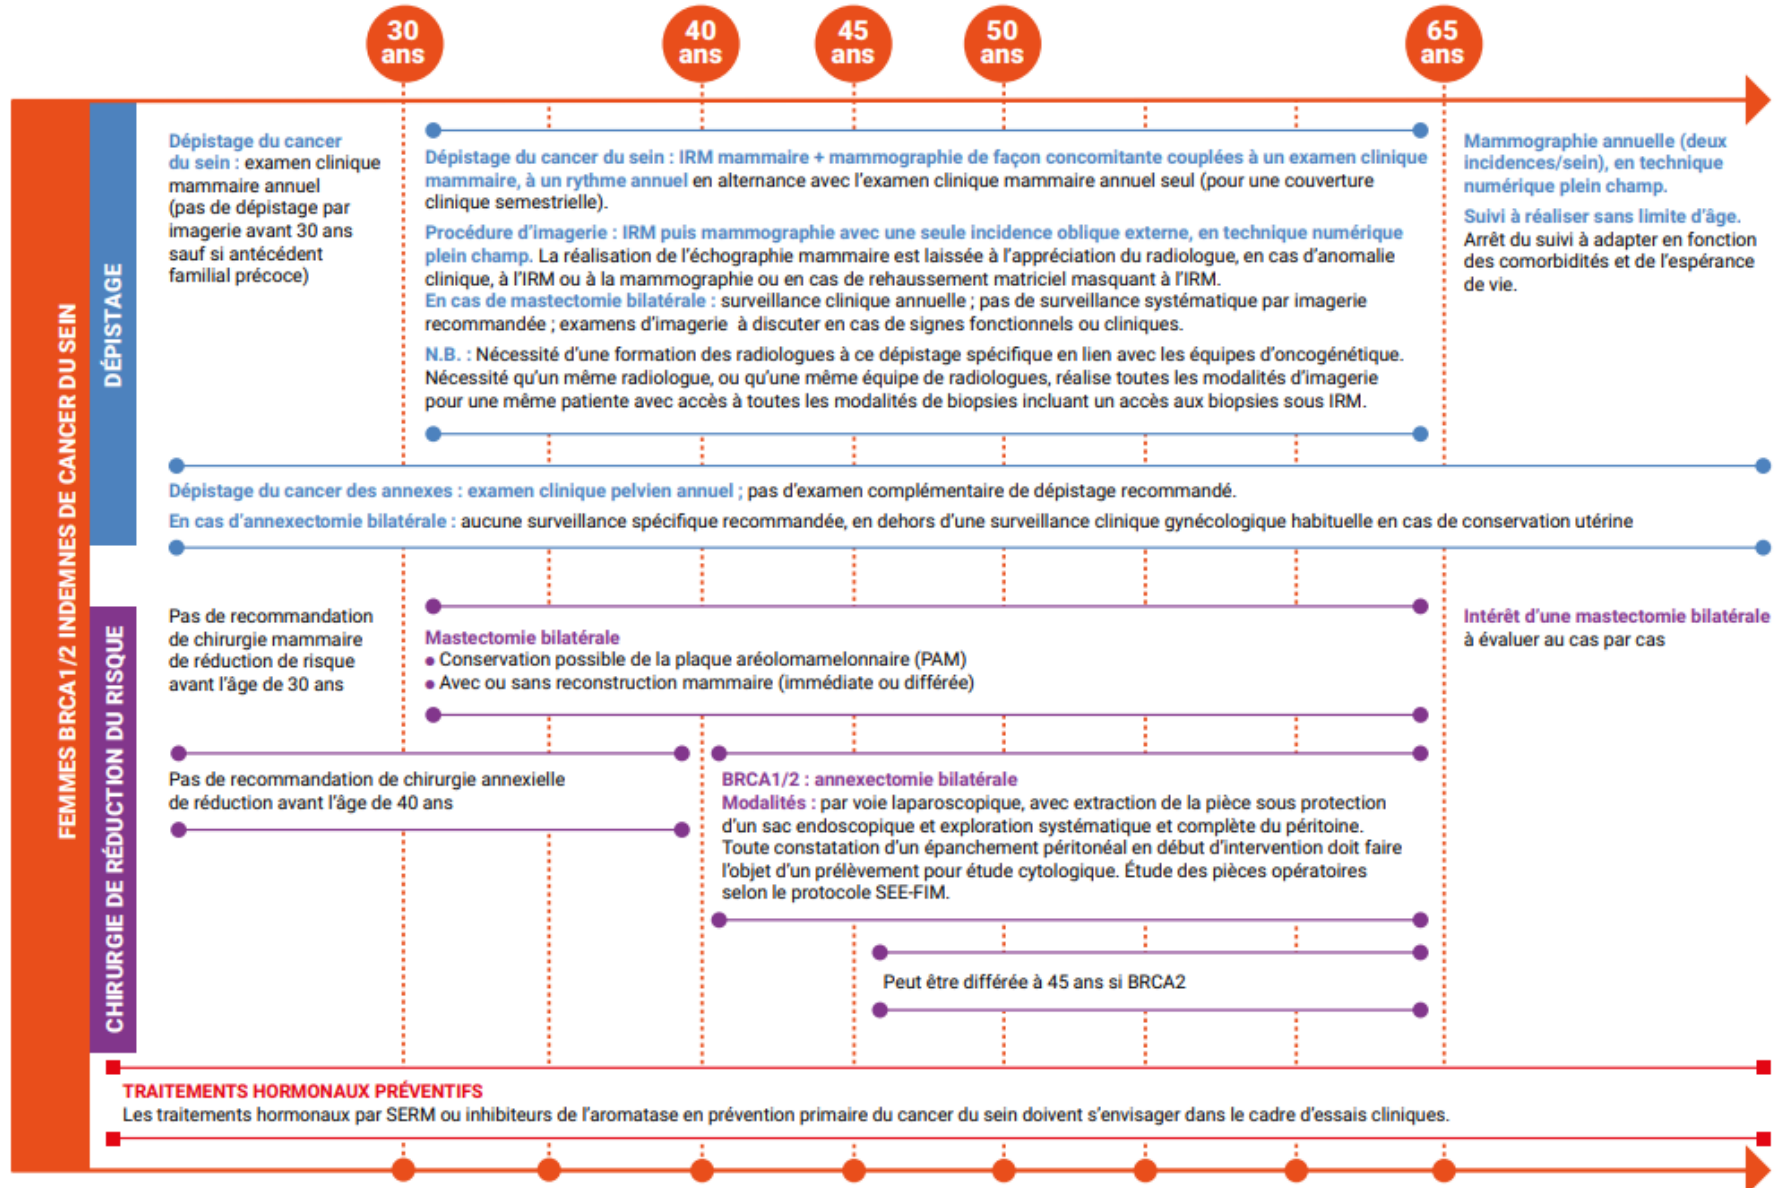 30
ans
40
ans
45
ans
50
ans
65
ans
FEMMES BRCA1/2 INDEMNES DE CANCER DU SEIN
DÉPISTAGE
Dépistage du cancer
du sein : examen clinique
mammaire annuel
(pas de dépistage par
imagerie avant 30 ans
sauf si antécédent
familial précoce)
Dépistage du cancer du sein : IRM mammaire + mammographie de façon concomitante couplées à un examen clinique
mammaire, à un rythme annuel en alternance avec l'examen clinique mammaire annuel seul (pour une couverture
clinique semestrielle).
Procédure d'imagerie : IRM puis mammographie avec une seule incidence oblique externe, en technique numérique
plein champ. La réalisation de l'échographie mammaire est laissée à l'appréciation du radiologue, en cas d'anomalie
clinique, à l'IRM ou à la mammographie ou en cas de rehaussement matriciel masquant à l'IRM.
En cas de mastectomie bilatérale : surveillance clinique annuelle ; pas de surveillance systématique par imagerie
recommandée ; examens d'imagerie à discuter en cas de signes fonctionnels ou cliniques.
N.B. : Nécessité d'une formation des radiologues à ce dépistage spécifique en lien avec les équipes d'oncogénétique.
Nécessité qu'un même radiologue, ou qu'une même équipe de radiologues, réalise toutes les modalités d'imagerie
pour une même patiente avec accès à toutes les modalités de biopsies incluant un accès aux biopsies sous IRM.
Mammographie annuelle (deux
incidences/sein), en technique
numérique plein champ.
Suivi à réaliser sans limite d'âge.
Arrêt du suivi à adapter en fonction
des comorbidités et de l'espérance
de vie.
Dépistage du cancer des annexes : examen clinique pelvien annuel ; pas d'examen complémentaire de dépistage recommandé.
En cas d'annexectomie bilatérale : aucune surveillance spécifique recommandée, en dehors d'une surveillance clinique gynécologique habituelle en cas de conservation utérine
CHIRURGIE DE RÉDUCTION DU RISQUE
Pas de recommandation
de chirurgie mammaire
de réduction de risque
avant l'âge de 30 ans
Mastectomie bilatérale
• Conservation possible de la plaque aréolomamelonnaire (PAM)
• Avec ou sans reconstruction mammaire (immédiate ou différée)
Intérêt d'une mastectomie bilatérale
à évaluer au cas par cas
Pas de recommandation de chirurgie annexielle
de réduction avant l'âge de 40 ans
BRCA1/2 : annexectomie bilatérale
Modalités : par voie laparoscopique, avec extraction de la pièce sous protection
d'un sac endoscopique et exploration systématique et complète du péritoine.
Toute constatation d'un épanchement péritonéal en début d'intervention doit faire
l'objet d'un prélèvement pour étude cytologique. Étude des pièces opératoires
selon le protocole SEE-FIM.
Peut être différée à 45 ans si BRCA2
TRAITEMENTS HORMONAUX PRÉVENTIFS
Les traitements hormonaux par SERM ou inhibiteurs de l'aromatase en prévention primaire du cancer du sein doivent s'envisager dans le cadre d'essais cliniques.